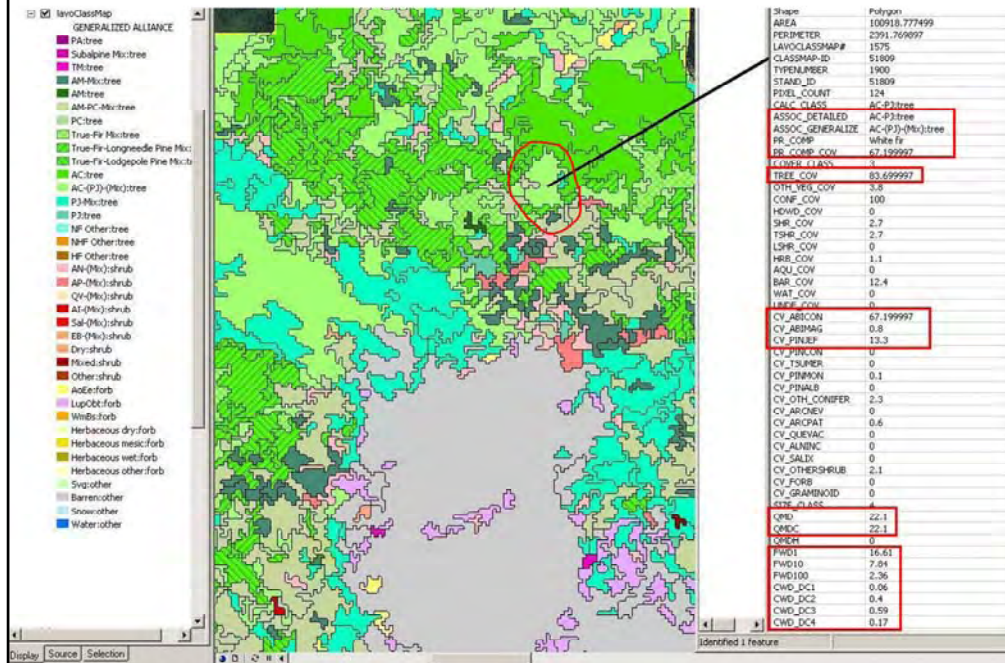 lavoClassMap
GENERALIZED ALLIANCE
PA:tree
Subalpine Mix:tree
TM:tree
AM-Mix:tree
AM:tree
AM-PC-Mix:tree
PC:tree
True-Fir Mix:tree
True-Fir-Longneedle Pine Mix:
True-Fir-Lodgepole Pine Mix:t
AC:tree
AC-(PJ)-(Mix):tree
PJ-Mix:tree
PJ:tree
NF Other:tree
NHF Other:tree
HF Other:tree
AN-(Mix):shrub
AP-(Mix):shrub
QV-(Mix):shrub
AI-(Mix):shrub
Sal-(Mix):shrub
EB-(Mix):shrub
Dry:shrub
Mixed:shrub
Other:shrub
AoEe:forb
LupObt:forb
WmBs:forb
Herbaceous dry:forb
Herbaceous mesic:forb
Herbaceous wet:forb
Herbaceous other:forb
Svg:other
Barren:other
Snow:other
Water:other
Display Source Selection
Shape Polygon
AREA 100918.777499
PERIMETER 2391.769897
LAVOCLASSMAP# 1575
CLASSMAP-ID 51809
TYPENUMBER 1900
STAND_ID 51809
PIXEL_COUNT 124
CALC_CLASS AC-PJ:tree
ASSOC_DETAILED AC-PJ:tree
ASSOC_GENERALIZE AC-(PJ)-(Mix):tree
PR_COMP White fir
PR_COMP_COV 67.199997
COVER_CLASS 3
TREE_COV 83.699997
OTH_VEG_COV 3.8
CONF_COV 100
HDWD_COV 0
SHR_COV 2.7
TSHR_COV 2.7
LSHR_COV 0
HRB_COV 1.1
AQU_COV 0
BAR_COV 12.4
WAT_COV 0
UNDE_COV 0
CV_ABICON 67.199997
CV_ABIMAG 0.8
CV_PINJEF 13.3
CV_PINCON 0
CV_TSUMER 0
CV_PINMON 0.1
CV_PINALB 0
CV_OTH_CONIFER 2.3
CV_ARCNEV 0
CV_ARCPAT 0.6
CV_QUEVAC 0
CV_ALNINC 0
CV_SALIX 0
CV_OTHERSHRUB 2.1
CV_FORB 0
CV_GRAMINOID 0
SIZE_CLASS 4
QMD 22.1
QMDC 22.1
QMDH 0
FWD1 16.61
FWD10 7.84
FWD100 2.36
CWD_DC1 0.06
CWD_DC2 0.4
CWD_DC3 0.59
CWD_DC4 0.17
Identified 1 feature